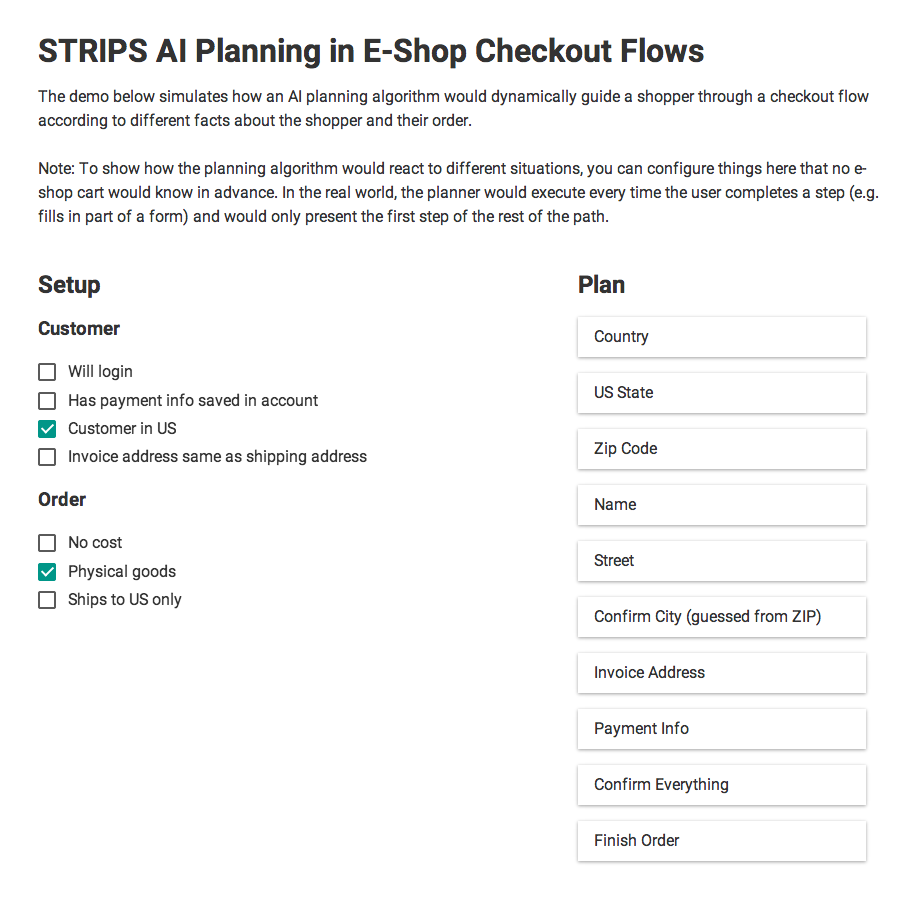 STRIPS AI Planning in E-Shop Checkout Flows
The demo below simulates how an AI planning algorithm would dynamically guide a shopper through a checkout flow
according to different facts about the shopper and their order.
Note: To show how the planning algorithm would react to different situations, you can configure things here that no e-
shop cart would know in advance. In the real world, the planner would execute every time the user completes a step (e.g.
fills in part of a form) and would only present the first step of the rest of the path.
Setup
Customer
Will login
Has payment info saved in account
Customer in US
Invoice address same as shipping address
Order
No cost
Physical goods
Ships to US only
Plan
Country
US State
Zip Code
Name
Street
Confirm City (guessed from ZIP)
Invoice Address
Payment Info
Confirm Everything
Finish Order